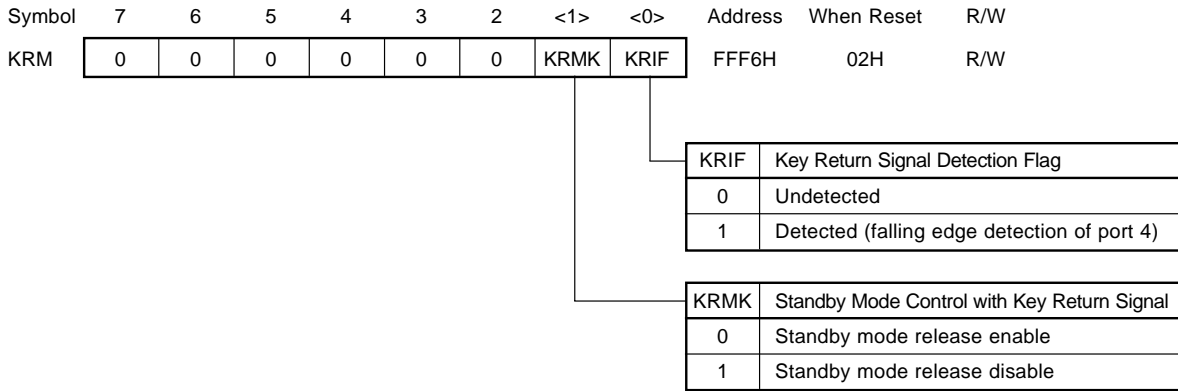 Symbol 7 6 5 4 3 2 <1> <0> Address When Reset R/W
KRM 0 0 0 0 0 0 KRMK KRIF FFF6H 02H R/W
KRIF Key Return Signal Detection Flag
0 Undetected
1 Detected (falling edge detection of port 4)
KRMK Standby Mode Control with Key Return Signal
0 Standby mode release enable
1 Standby mode release disable